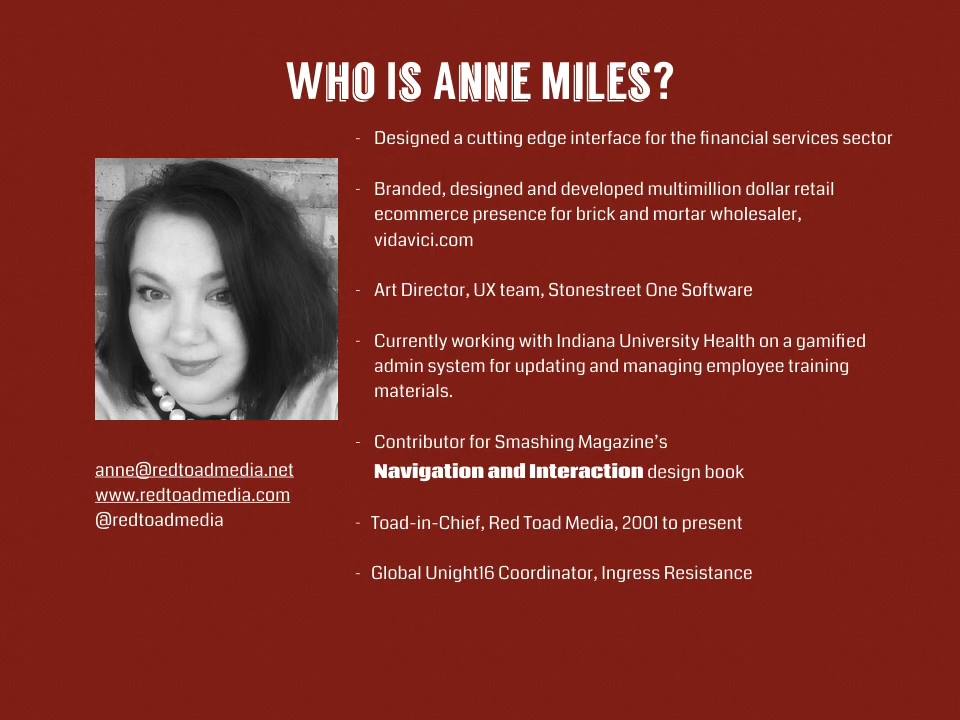 WHO IS ANNE MILES?
- Designed a cutting edge interface for the financial services sector
- Branded, designed and developed multimillion dollar retail
ecommerce presence for brick and mortar wholesaler,
vidavici.com
- Art Director, UX team, Stonestreet One Software
- Currently working with Indiana University Health on a gamified
admin system for updating and managing employee training
materials.
- Contributor for Smashing Magazine’s
Navigation and Interaction design book
- Toad-in-Chief, Red Toad Media, 2001 to present
- Global Unight16 Coordinator, Ingress Resistance
anne@redtoadmedia.net
www.redtoadmedia.com
@redtoadmedia